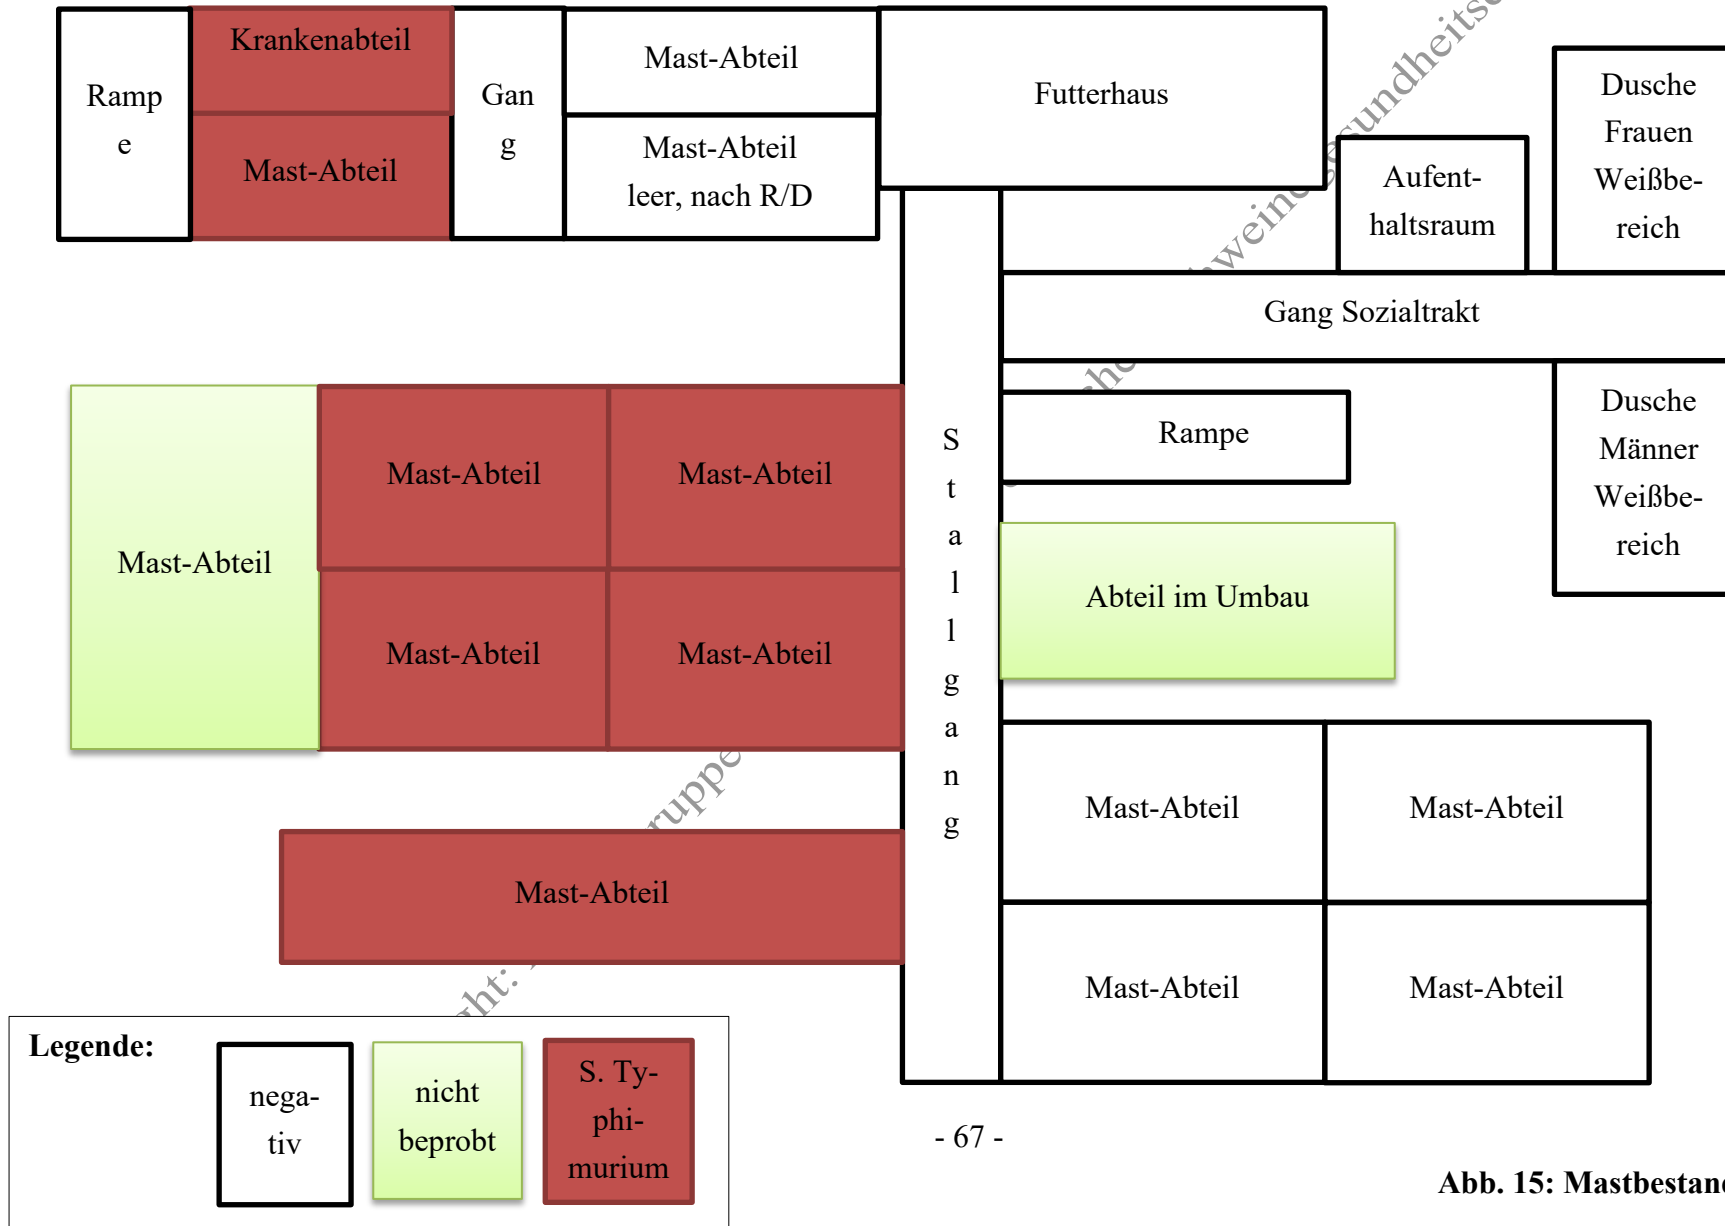 Krankenabteil
Ramp
e
Mast-Abteil
Gan
g
Mast-Abteil
Mast-Abteil
leer, nach R/D
Futterhaus
Aufent-
haltsraum
Dusche
Frauen
Weißbe-
reich
Gang Sozialtrakt
Rampe
Dusche
Männer
Weißbe-
reich
S
t
a
l
l
g
a
n
g
Mast-Abteil
Mast-Abteil
Mast-Abteil
Mast-Abteil
Mast-Abteil
Abteil im Umbau
Mast-Abteil
Mast-Abteil
Mast-Abteil
Mast-Abteil
Mast-Abteil
Legende:
nega-
tiv
nicht
beprobt
S. Ty-
phi-
murium
- 67 -
Abb. 15: Mastbestand